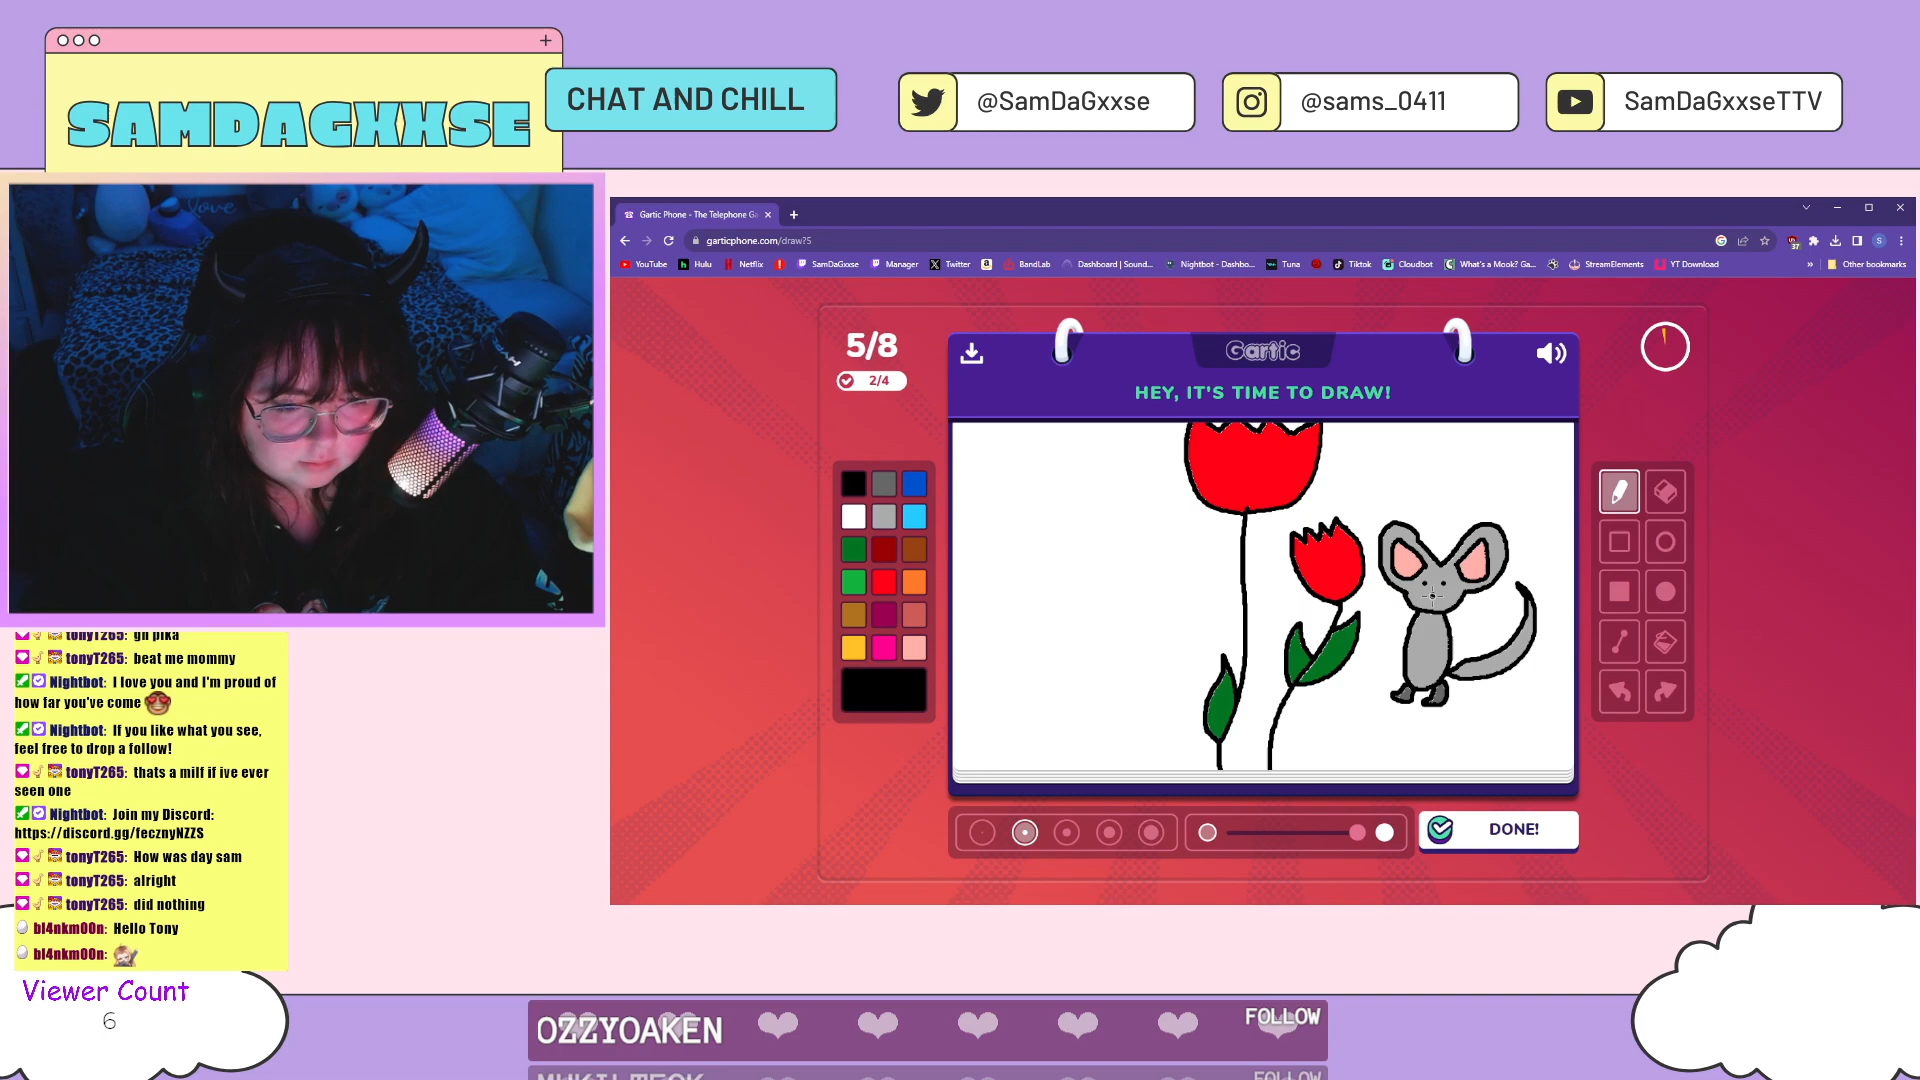 SAMDAGXXSE
CHAT AND CHILL
@SamDaGxxse
@sams_0411
SamDaGxxseTTV
love
Gartic Phone - The Telephone Ga
garticphone.com/draw?5
YouTube
Hulu
Netflix
SamDaGxxse
Manager
Twitter
BandLab
Dashboard | Sound...
Nightbot - Dashbo...
Tuna
Tiktok
Cloudbot
What's a Mook? Ga...
StreamElements
YT Download
»
Other bookmarks
5/8
2/4
Gartic
HEY, IT'S TIME TO DRAW!
DONE!
tonyT265: gn pika
tonyT265: beat me mommy
Nightbot: I love you and I'm proud of
how far you've come
Nightbot: If you like what you see,
feel free to drop a follow!
tonyT265: thats a milf if ive ever
seen one
Nightbot: Join my Discord:
https://discord.gg/fecznyNZZS
tonyT265: How was day sam
tonyT265: alright
tonyT265: did nothing
bl4nkm00n: Hello Tony
bl4nkm00n:
Viewer Count
6
OZZYOAKEN
FOLLOW
FOLLOW